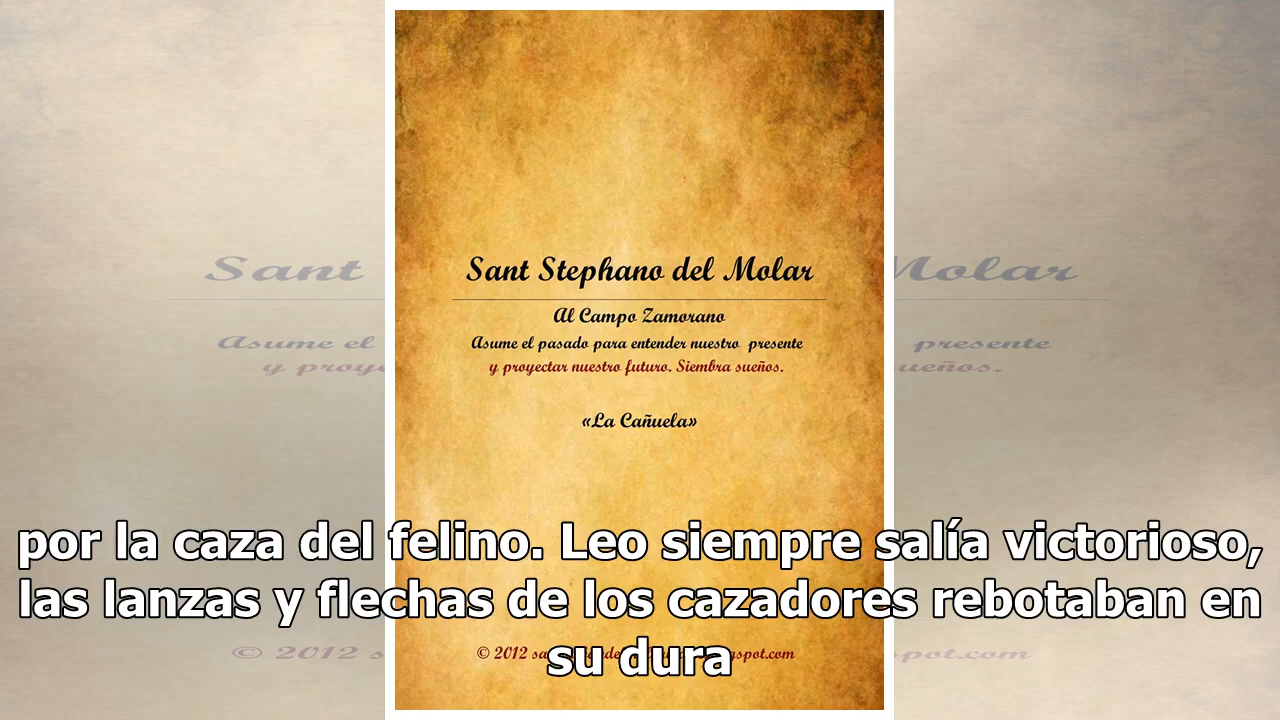 Sant Stephano del Molar
Al Campo Zamorano
Asume el pasado para entender nuestro presente
y proyectar nuestro futuro. Siembra sueños.
«La Cañuela»
por la caza del felino. Leo siempre salía victorioso,
las lanzas y flechas de los cazadores rebotaban en
su dura
© 2012